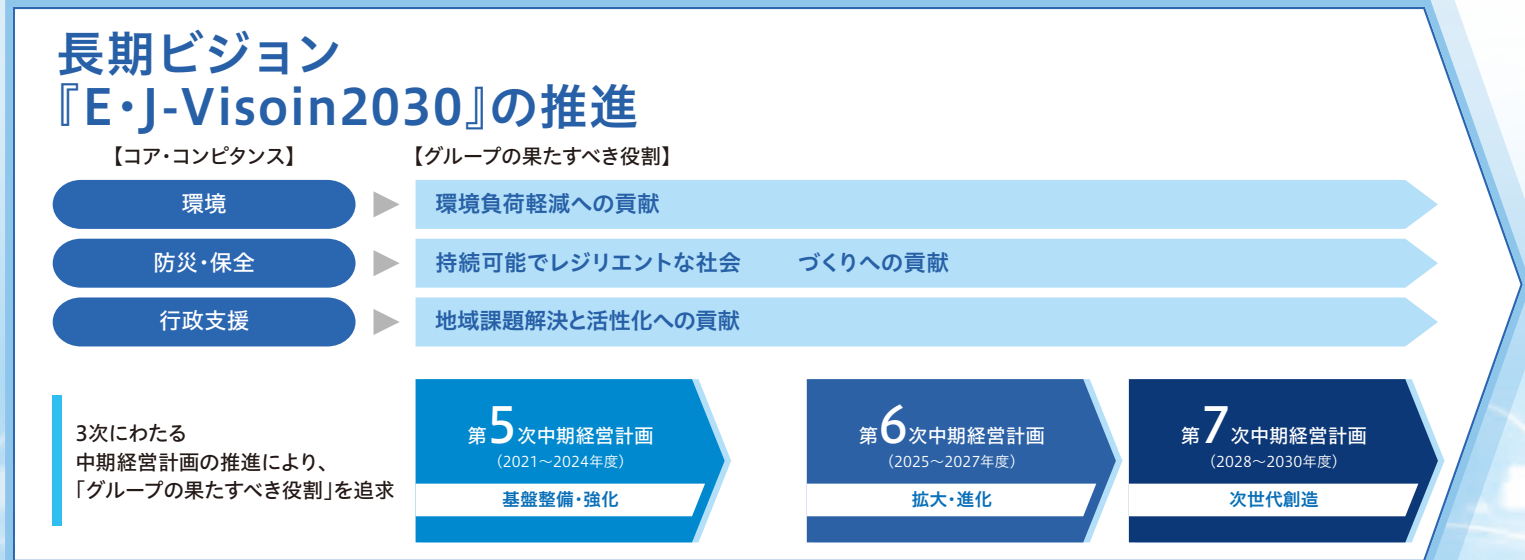 長期ビジョン
『E・J-Visoin2030』の推進
【コア・コンピタンス】
【グループの果たすべき役割】
環境
環境負荷軽減への貢献
防災・保全
持続可能でレジリエントな社会 づくりへの貢献
行政支援
地域課題解決と活性化への貢献
3次にわたる
中期経営計画の推進により、
「グループの果たすべき役割」を追求
第5次中期経営計画
(2021〜2024年度)
基盤整備・強化
第6次中期経営計画
(2025〜2027年度)
拡大・進化
第7次中期経営計画
(2028〜2030年度)
次世代創造